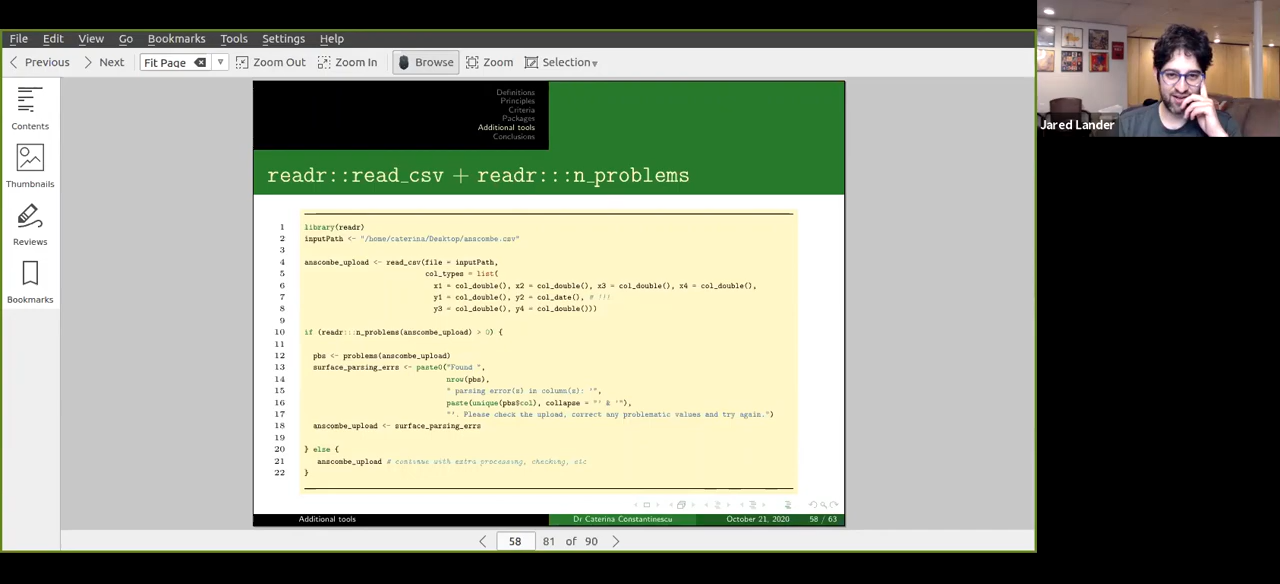 File Edit View Go Bookmarks Tools Settings Help
Previous Next Fit Page Zoom Out Zoom In Browse Zoom Selection
Contents
Thumbnails
Reviews
Bookmarks
Definitions
Principles
Criteria
Packages
Additional tools
Conclusions
readr::read_csv + readr:::n_problems
1 library(readr)
2 inputPath <- "/home/caterina/Desktop/anscombe.csv"
3
4 anscombe_upload <- read_csv(file = inputPath,
5 col_types = list(
6 x1 = col_double(), x2 = col_double(), x3 = col_double(), x4 = col_double(),
7 y1 = col_double(), y2 = col_date(), # !!!
8 y3 = col_double(), y4 = col_double()))
9
10 if (readr:::n_problems(anscombe_upload) > 0) {
11
12 pbs <- problems(anscombe_upload)
13 surface_parsing_errs <- paste0("Found ",
14 nrow(pbs),
15 " parsing error(s) in column(s): '",
16 paste(unique(pbs$col), collapse = "' & '"),
17 "'. Please check the upload, correct any problematic values and try again.")
18 anscombe_upload <- surface_parsing_errs
19
20 } else {
21 anscombe_upload # continue with extra processing, checking, etc
22 }
Additional tools Dr Caterina Constantinescu October 21, 2020 58 / 63
58 81 of 90
Jared Lander